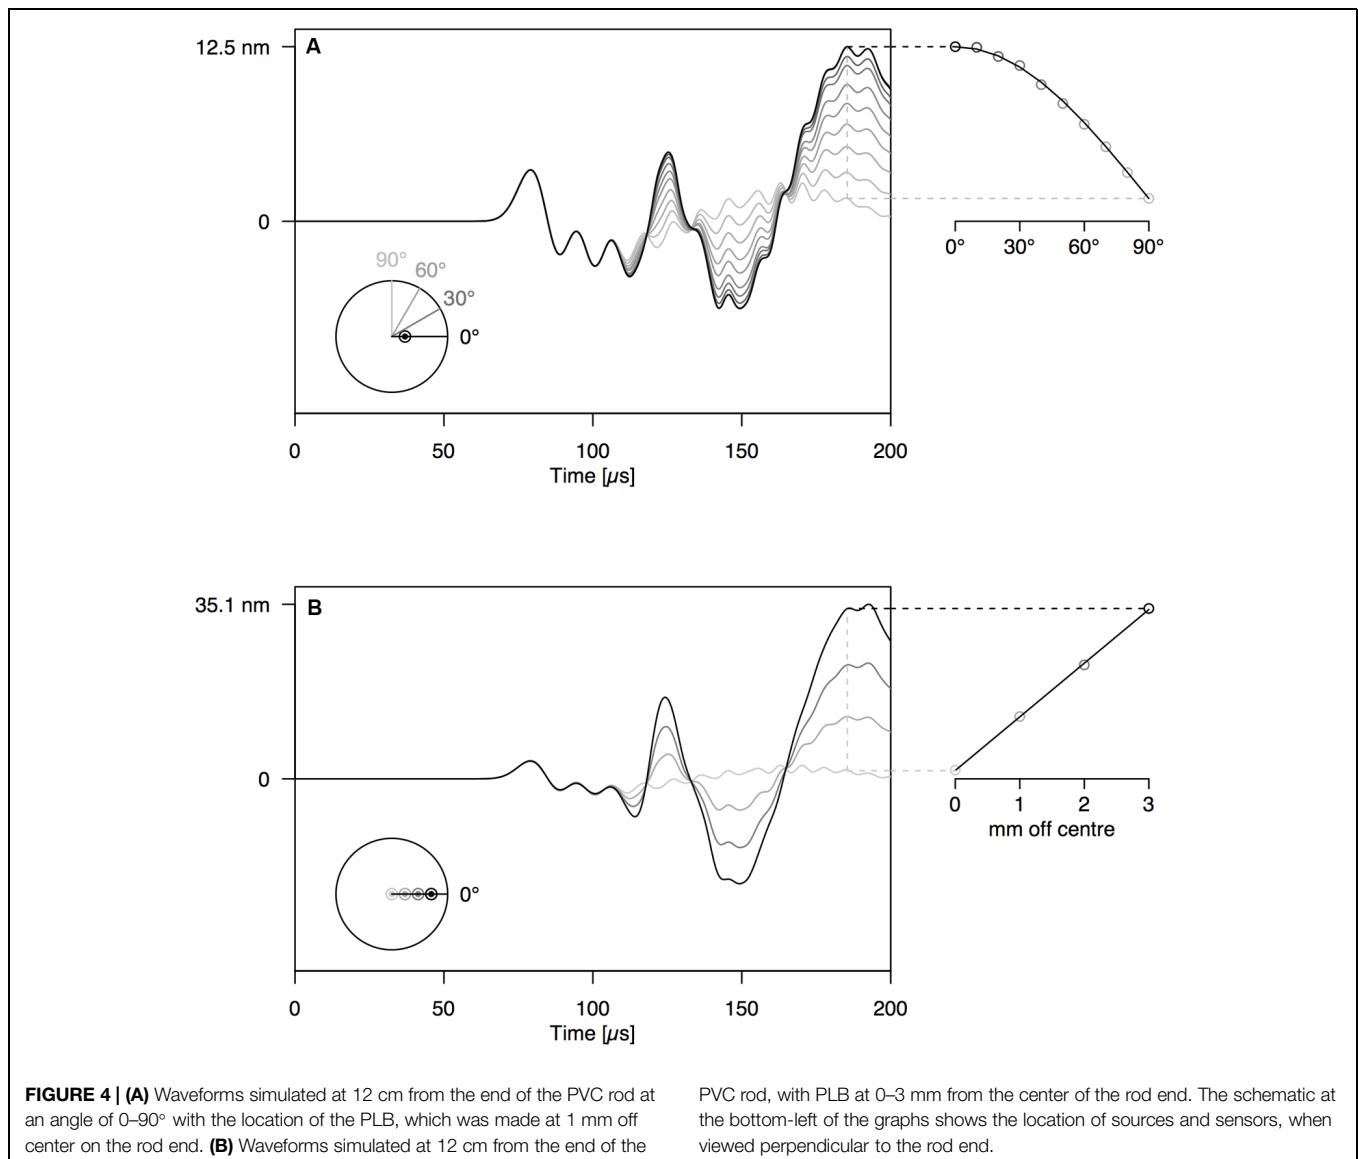 12.5 nm
A
0
90°
60°
30°
0°
0° 30° 60° 90°
0 50 100 150 200
Time [µs]
35.1 nm
B
0
0 1 2 3
mm off centre
0°
0 50 100 150 200
Time [µs]
FIGURE 4 | (A) Waveforms simulated at 12 cm from the end of the PVC rod at
an angle of 0–90° with the location of the PLB, which was made at 1 mm off
center on the rod end. (B) Waveforms simulated at 12 cm from the end of the
PVC rod, with PLB at 0–3 mm from the center of the rod end. The schematic at
the bottom-left of the graphs shows the location of sources and sensors, when
viewed perpendicular to the rod end.